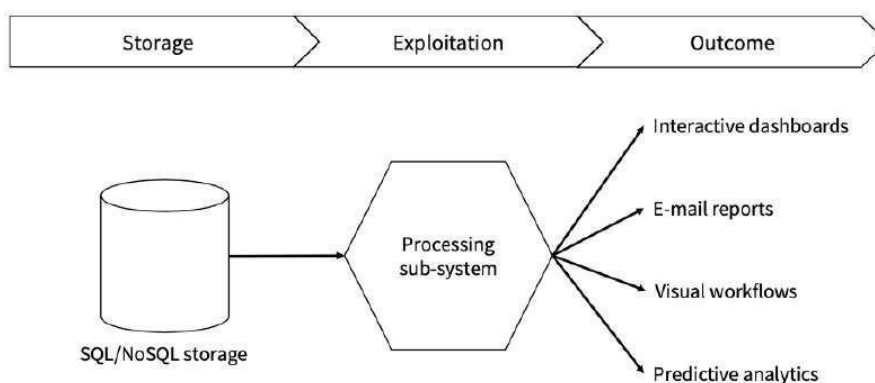 Storage
Exploitation
Outcome
Interactive dashboards
E-mail reports
Processing
sub-system
Visual workflows
SQL/NoSQL storage
Predictive analytics